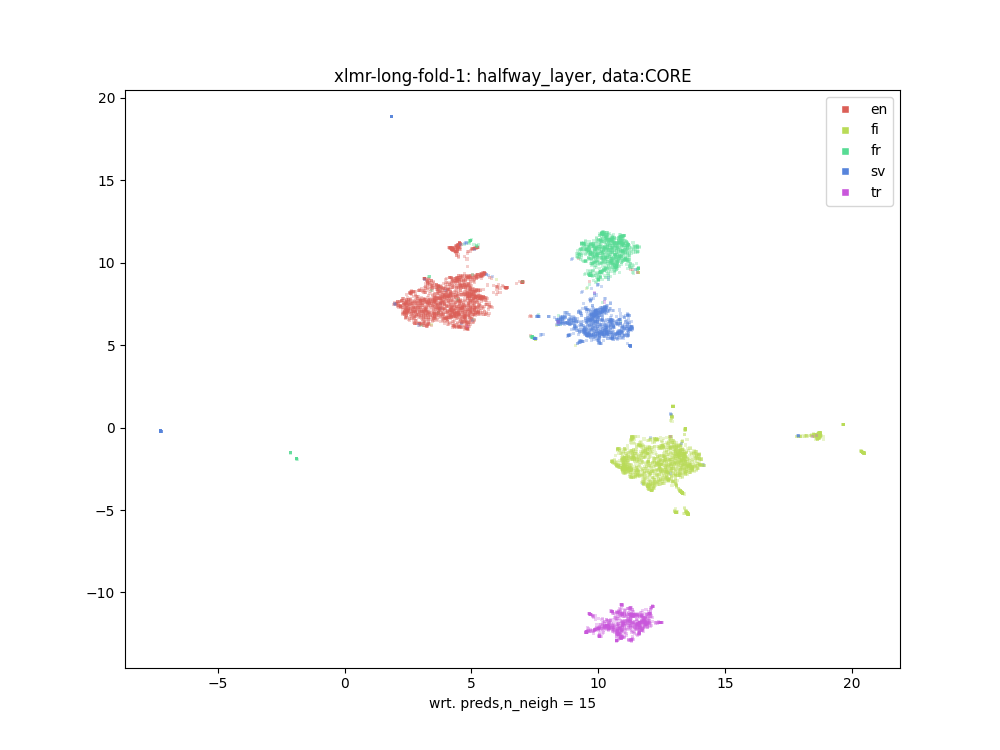 xlmr-long-fold-1: halfway_layer, data:CORE
20
15
10
5
0
−5
−10
en
fi
fr
sv
tr
−5
0
5
10
15
20
wrt. preds,n_neigh = 15